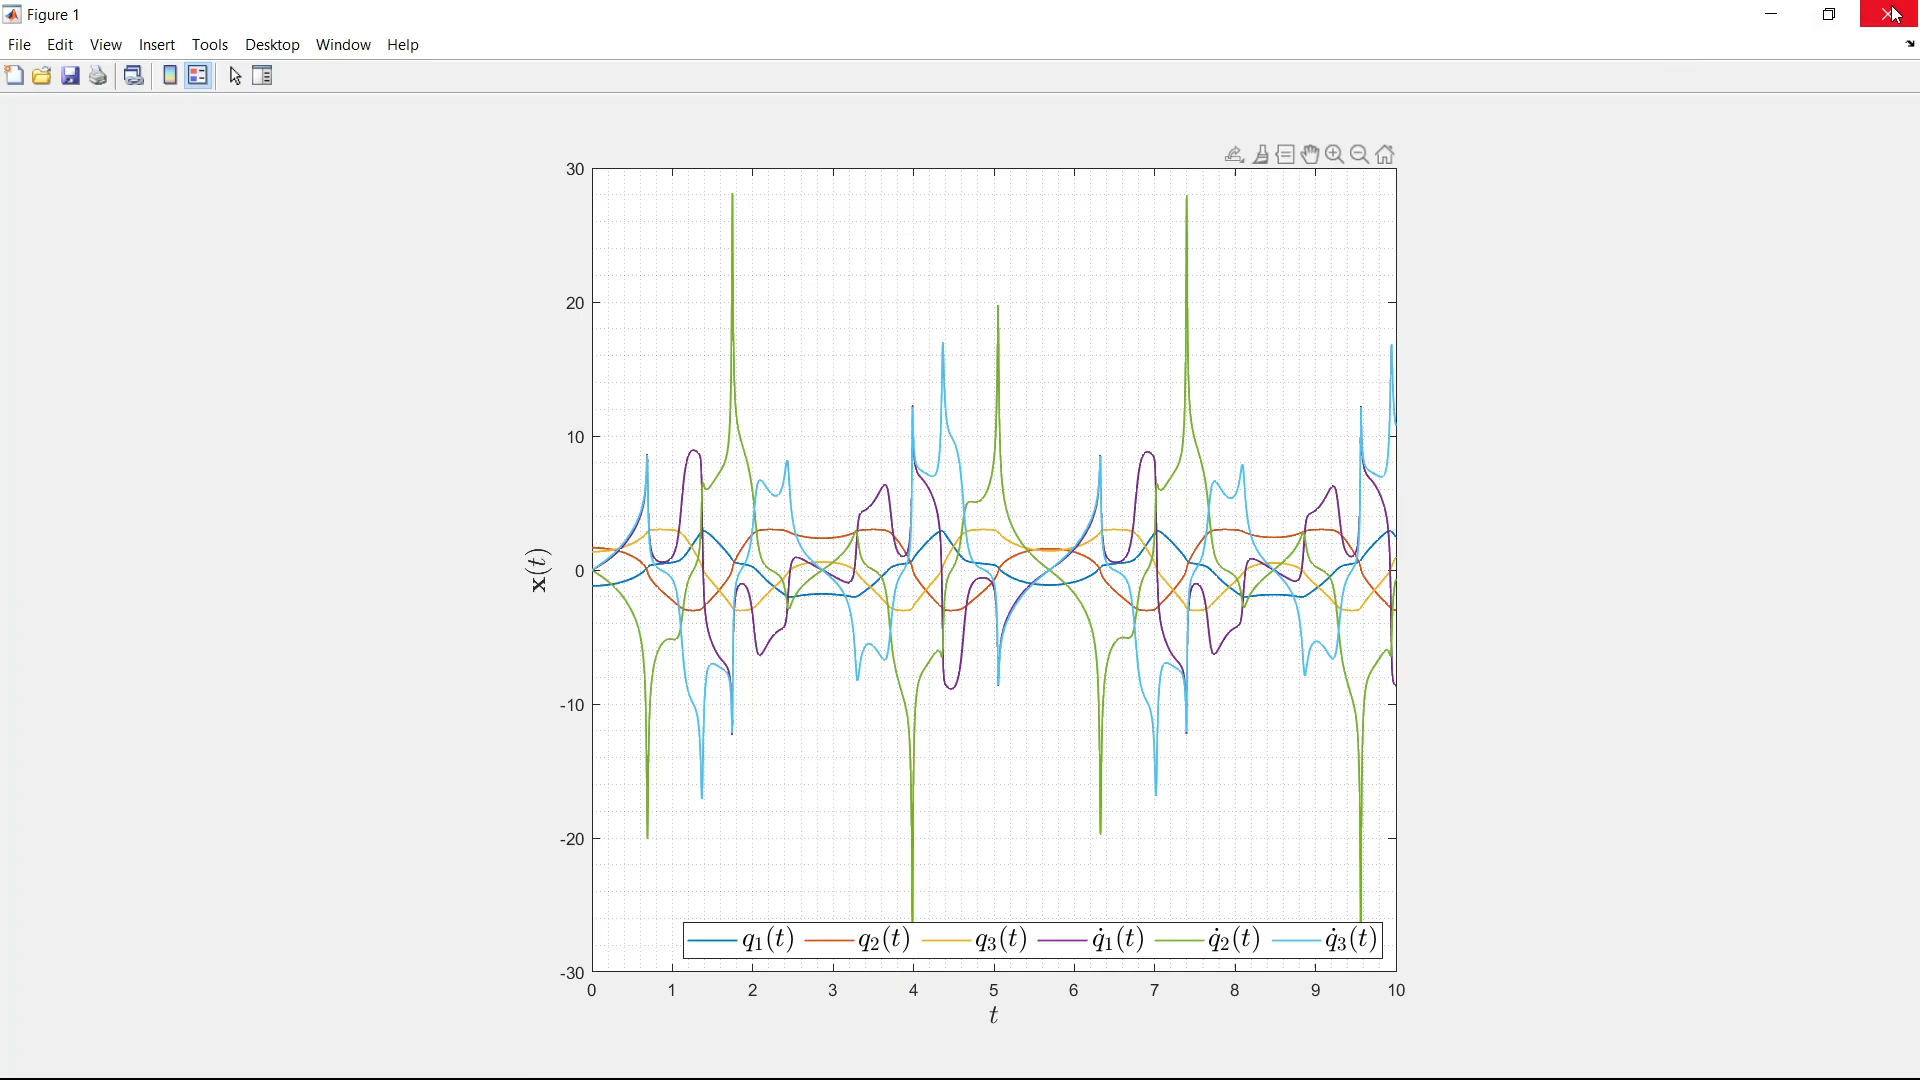 Figure 1
File Edit View Insert Tools Desktop Window Help
30
20
10
0
-10
-20
-30
x(t)
q₁(t) q₂(t) q₃(t) q̇₁(t) q̇₂(t) q̇₃(t)
0 1 2 3 4 5 6 7 8 9 10
t